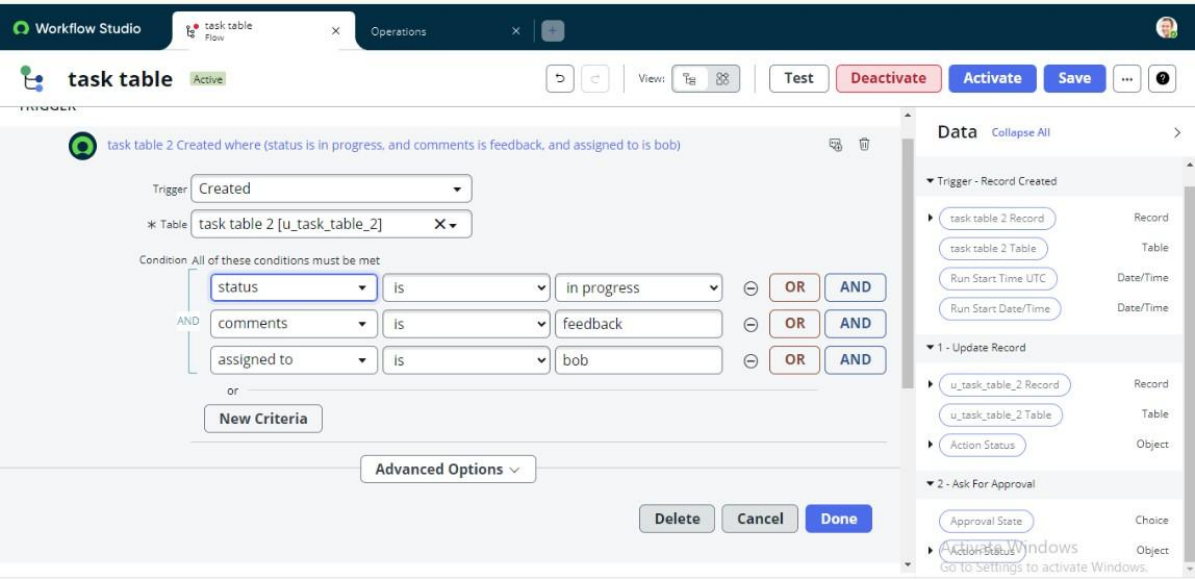 Workflow Studio
task table
Flow
Operations
task table Active
View:
Test Deactivate Activate Save
TRIGGER
task table 2 Created where (status is in progress, and comments is feedback, and assigned to is bob)
Trigger Created
* Table task table 2 [u_task_table_2]
Condition All of these conditions must be met
status is in progress OR AND
AND comments is feedback OR AND
assigned to is bob OR AND
or
New Criteria
Advanced Options
Delete Cancel Done
Data Collapse All
Trigger - Record Created
task table 2 Record Record
task table 2 Table Table
Run Start Time UTC Date/Time
Run Start Date/Time Date/Time
1 - Update Record
u_task_table_2 Record Record
u_task_table_2 Table Table
Action Status Object
2 - Ask For Approval
Approval State Choice
Action Status Object
Activate Windows
Go to Settings to activate Windows.